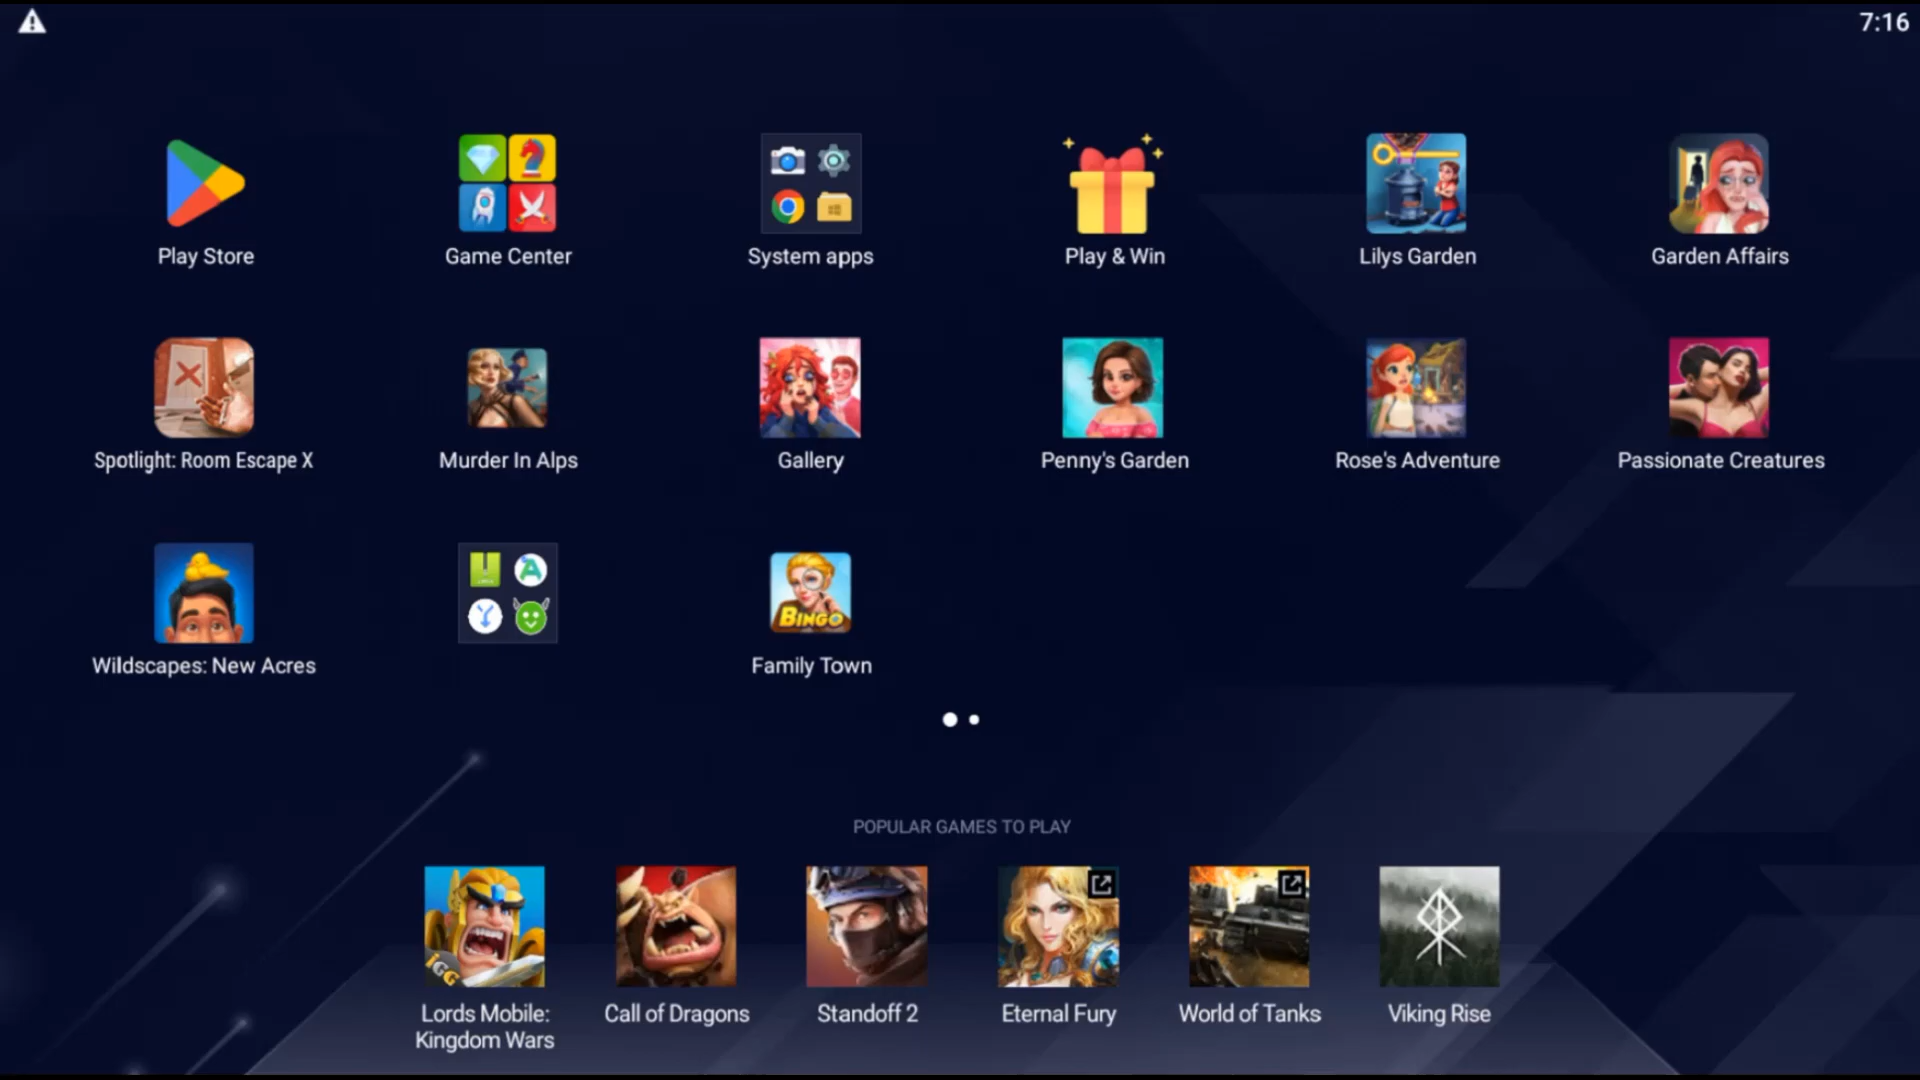 7:16
Play Store
Game Center
System apps
Play & Win
Lilys Garden
Garden Affairs
Spotlight: Room Escape X
Murder In Alps
Gallery
Penny's Garden
Rose's Adventure
Passionate Creatures
Wildscapes: New Acres
BINGO
Family Town
POPULAR GAMES TO PLAY
IGG
Lords Mobile:
Kingdom Wars
Call of Dragons
Standoff 2
Eternal Fury
World of Tanks
Viking Rise